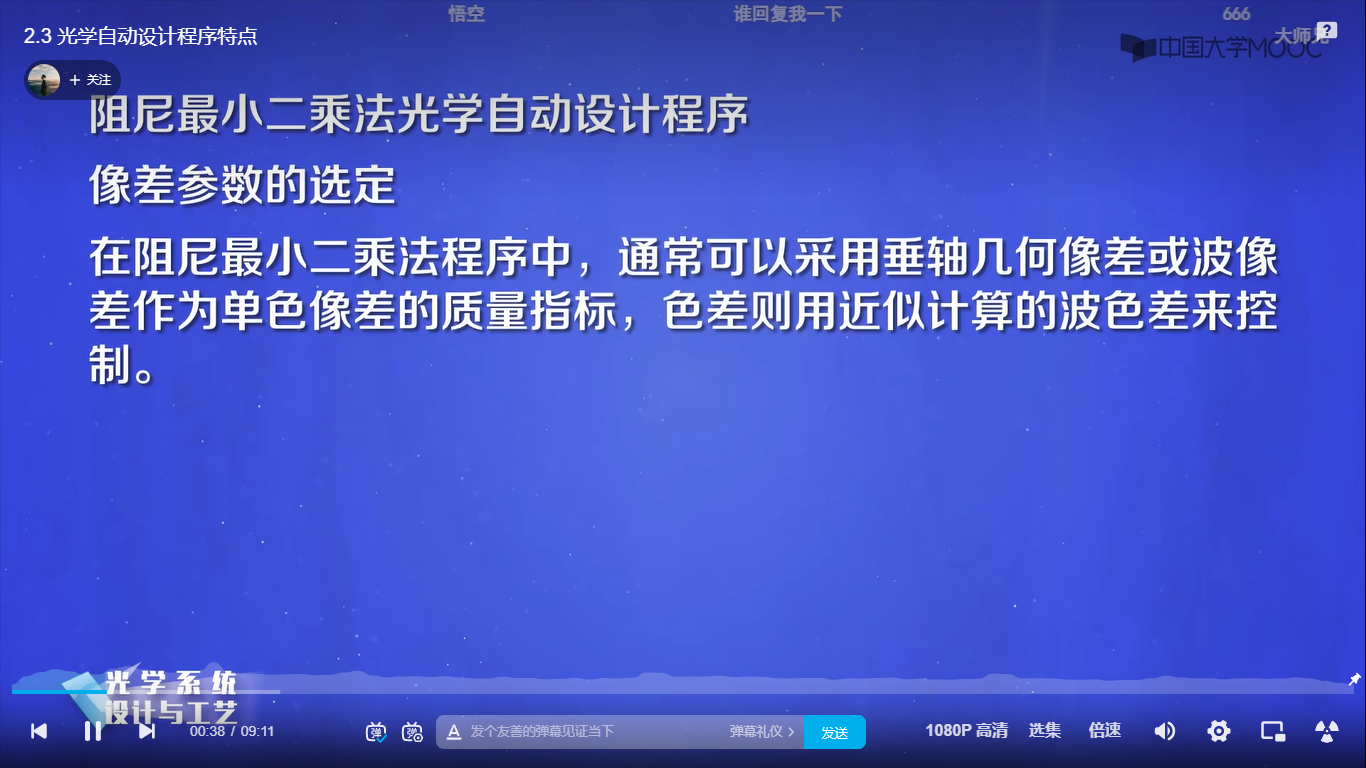 悟空 谁回复我一下 666
2.3 光学自动设计程序特点
大师兄
中国大学MOOC
+ 关注
阻尼最小二乘法光学自动设计程序
像差参数的选定
在阻尼最小二乘法程序中，通常可以采用垂轴几何像差或波像
差作为单色像差的质量指标，色差则用近似计算的波色差来控
制。
光学系统
设计与工艺
00:38 / 09:11
弹 弹 A 发个友善的弹幕见证当下 弹幕礼仪 > 发送 1080P 高清 选集 倍速